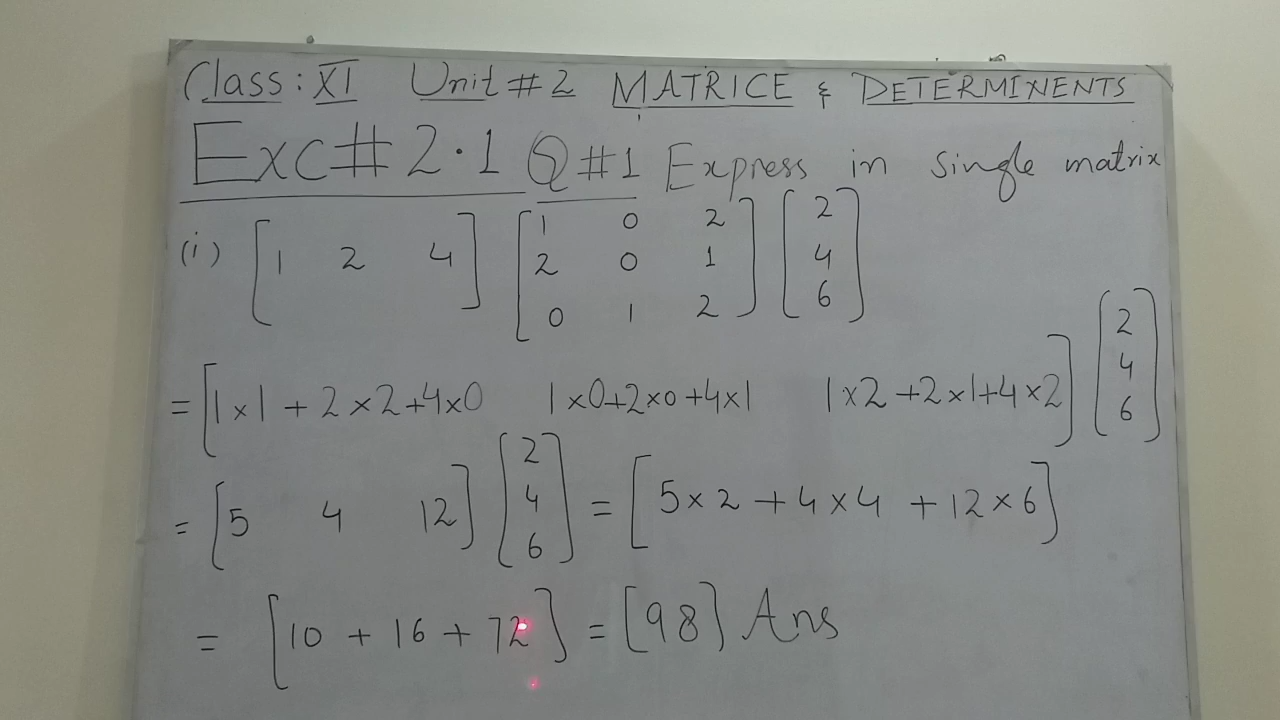 Class: XI Unit # 2 MATRICE & DETERMINENTS
Exc# 2.1 Q #1 Express in single matrix
(i) [1 2 4] [1 0 2 2 0 1 0 1 2] [2 4 6]
= [1×1 + 2×2+4×0 1×0+2×0+4×1 1×2+2×1+4×2] [2 4 6]
= [5 4 12] [2 4 6] = [5×2 + 4×4 + 12×6]
= [10 + 16 + 72] = [98] Ans